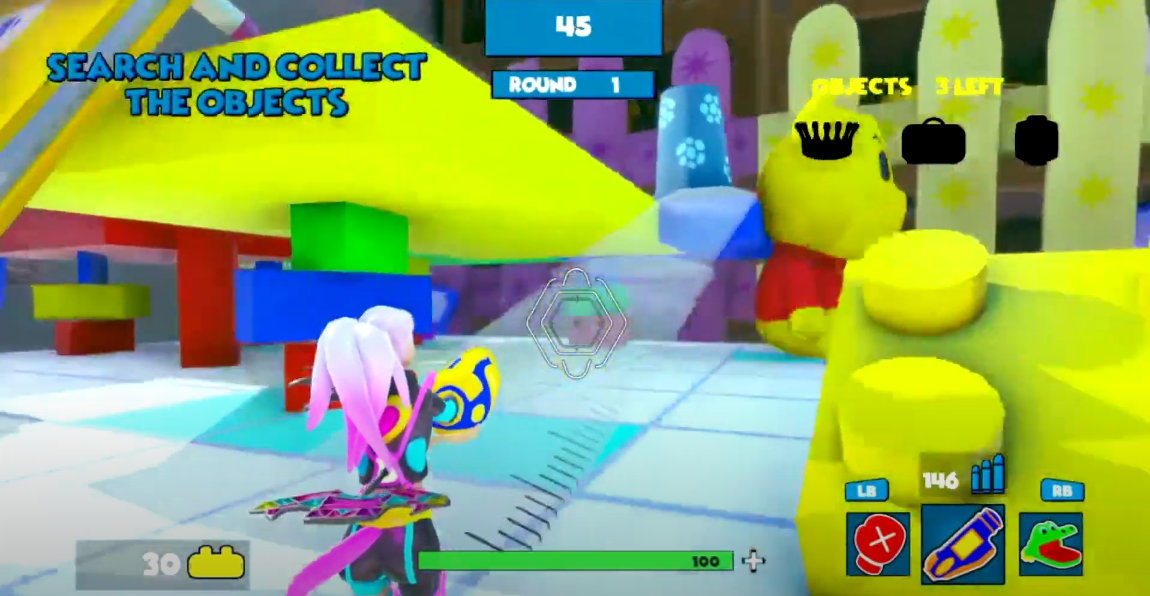 45
SEARCH AND COLLECT
THE OBJECTS
ROUND 1
OBJECTS 3 LEFT
146
LB
RB
30
100